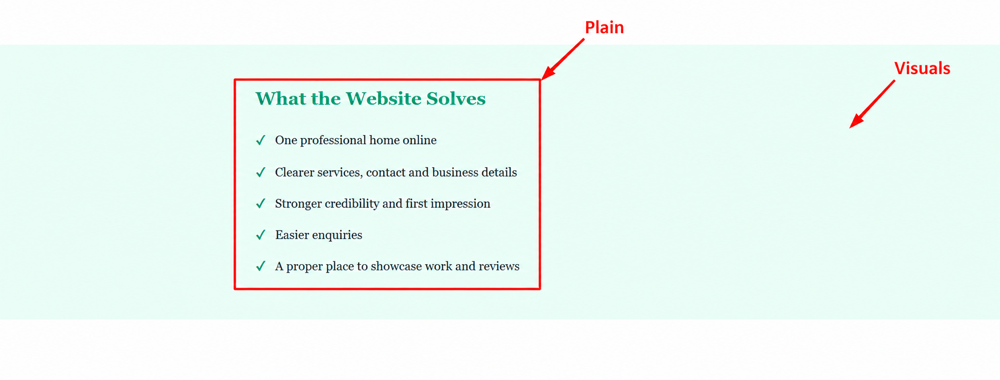 Plain
Visuals
What the Website Solves
✓ One professional home online
✓ Clearer services, contact and business details
✓ Stronger credibility and first impression
✓ Easier enquiries
✓ A proper place to showcase work and reviews